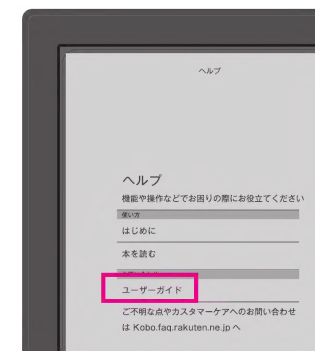 ヘルプ
ヘルプ
機能や操作などでお困りの際にお役立てください
使い方
はじめに
本を読む
ユーザーガイド
ご不明な点やカスタマーケアへのお問い合わせ
は Kobo.faq.rakuten.ne.jp へ